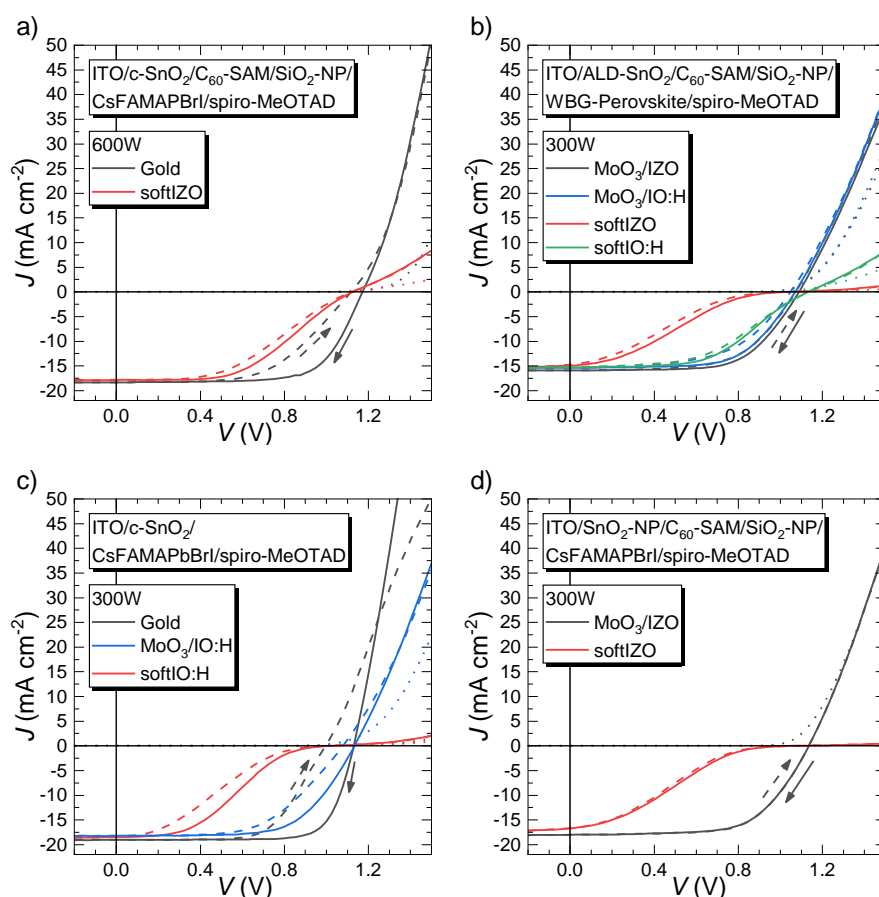 a)
ITO/c-SnO₂/C₆₀-SAM/SiO₂-NP/
CsFAMAPBrI/spiro-MeOTAD
600W
Gold
softIZO
50
45
40
35
30
25
20
15
10
5
0
-5
-10
-15
-20
J (mA cm⁻²)
0.0 0.4 0.8 1.2
V (V)
b)
ITO/ALD-SnO₂/C₆₀-SAM/SiO₂-NP/
WBG-Perovskite/spiro-MeOTAD
300W
MoO₃/IZO
MoO₃/IO:H
softIZO
softIO:H
50
45
40
35
30
25
20
15
10
5
0
-5
-10
-15
-20
J (mA cm⁻²)
0.0 0.4 0.8 1.2
V (V)
c)
ITO/c-SnO₂/
CsFAMAPbBrI/spiro-MeOTAD
300W
Gold
MoO₃/IO:H
softIO:H
50
45
40
35
30
25
20
15
10
5
0
-5
-10
-15
-20
J (mA cm⁻²)
0.0 0.4 0.8 1.2
V (V)
d)
ITO/SnO₂-NP/C₆₀-SAM/SiO₂-NP/
CsFAMAPBrI/spiro-MeOTAD
300W
MoO₃/IZO
softIZO
50
45
40
35
30
25
20
15
10
5
0
-5
-10
-15
-20
J (mA cm⁻²)
0.0 0.4 0.8 1.2
V (V)